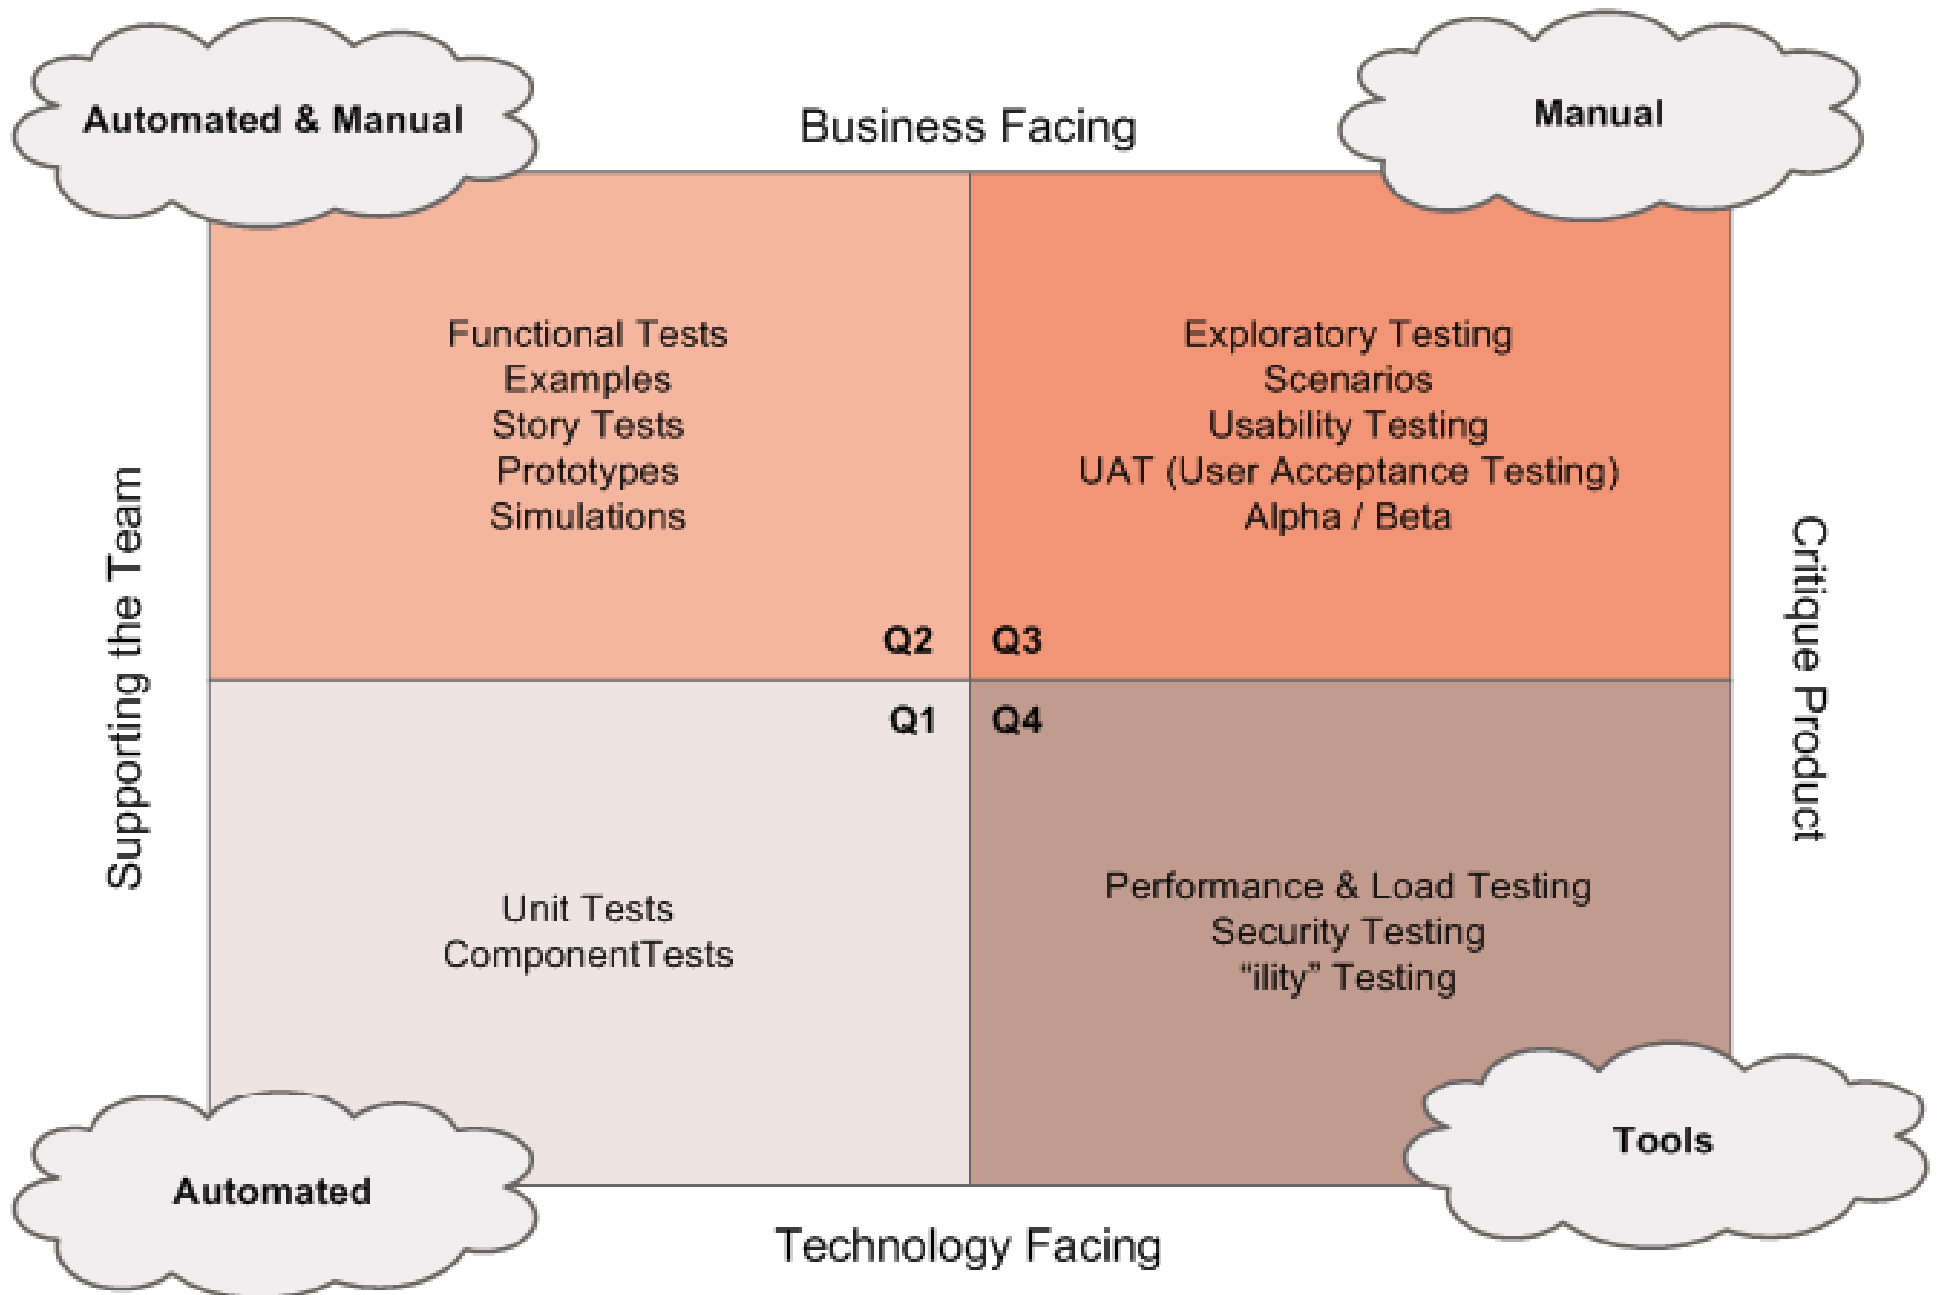 Automated & Manual
Business Facing
Manual
Functional Tests
Examples
Story Tests
Prototypes
Simulations
Q2
Exploratory Testing
Scenarios
Usability Testing
UAT (User Acceptance Testing)
Alpha / Beta
Q3
Supporting the Team
Critique Product
Q1
Unit Tests
ComponentTests
Q4
Performance & Load Testing
Security Testing
“ility” Testing
Automated
Tools
Technology Facing